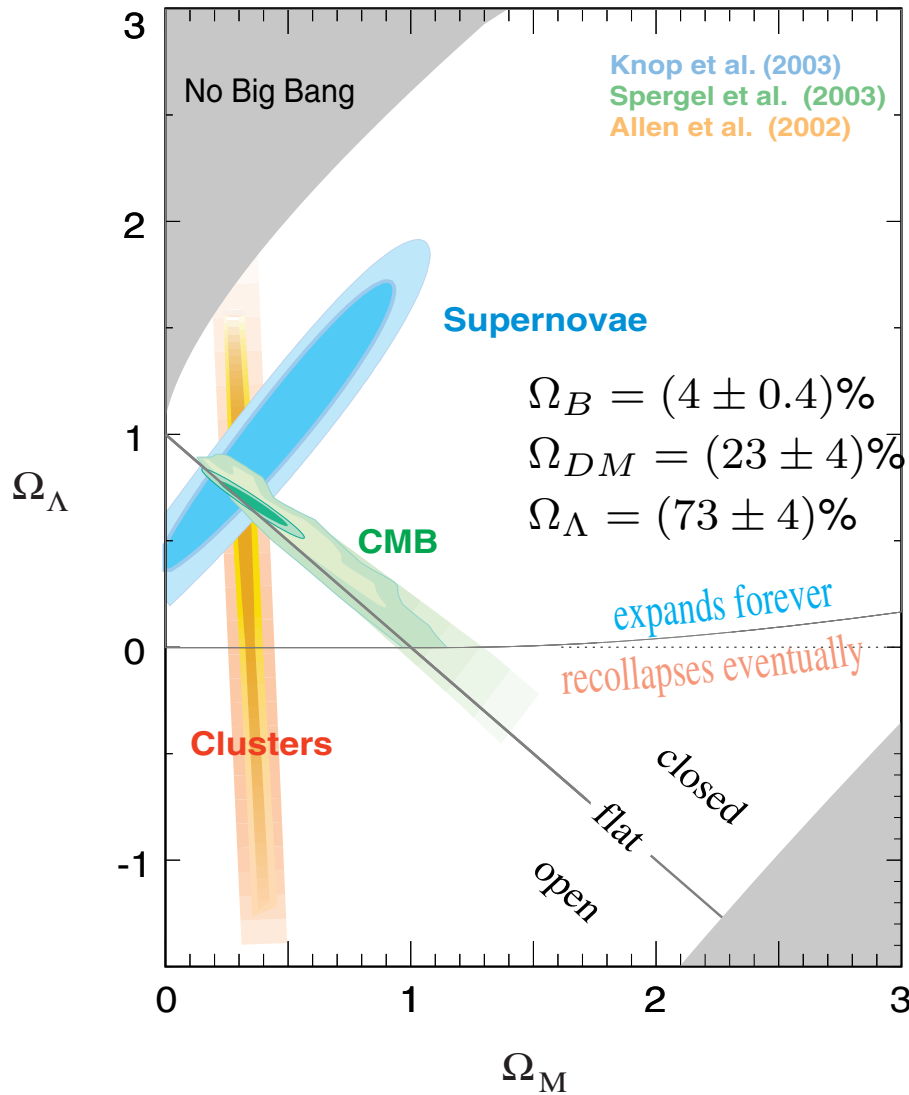 3
No Big Bang
Knop et al. (2003)
Spergel et al. (2003)
Allen et al. (2002)
2
Supernovae
Ω_B = (4 ± 0.4)%
Ω_{DM} = (23 ± 4)%
Ω_Λ = (73 ± 4)%
1
Ω_Λ
CMB
expands forever
0
recollapses eventually
Clusters
closed
flat
open
-1
0 1 2 3
Ω_M